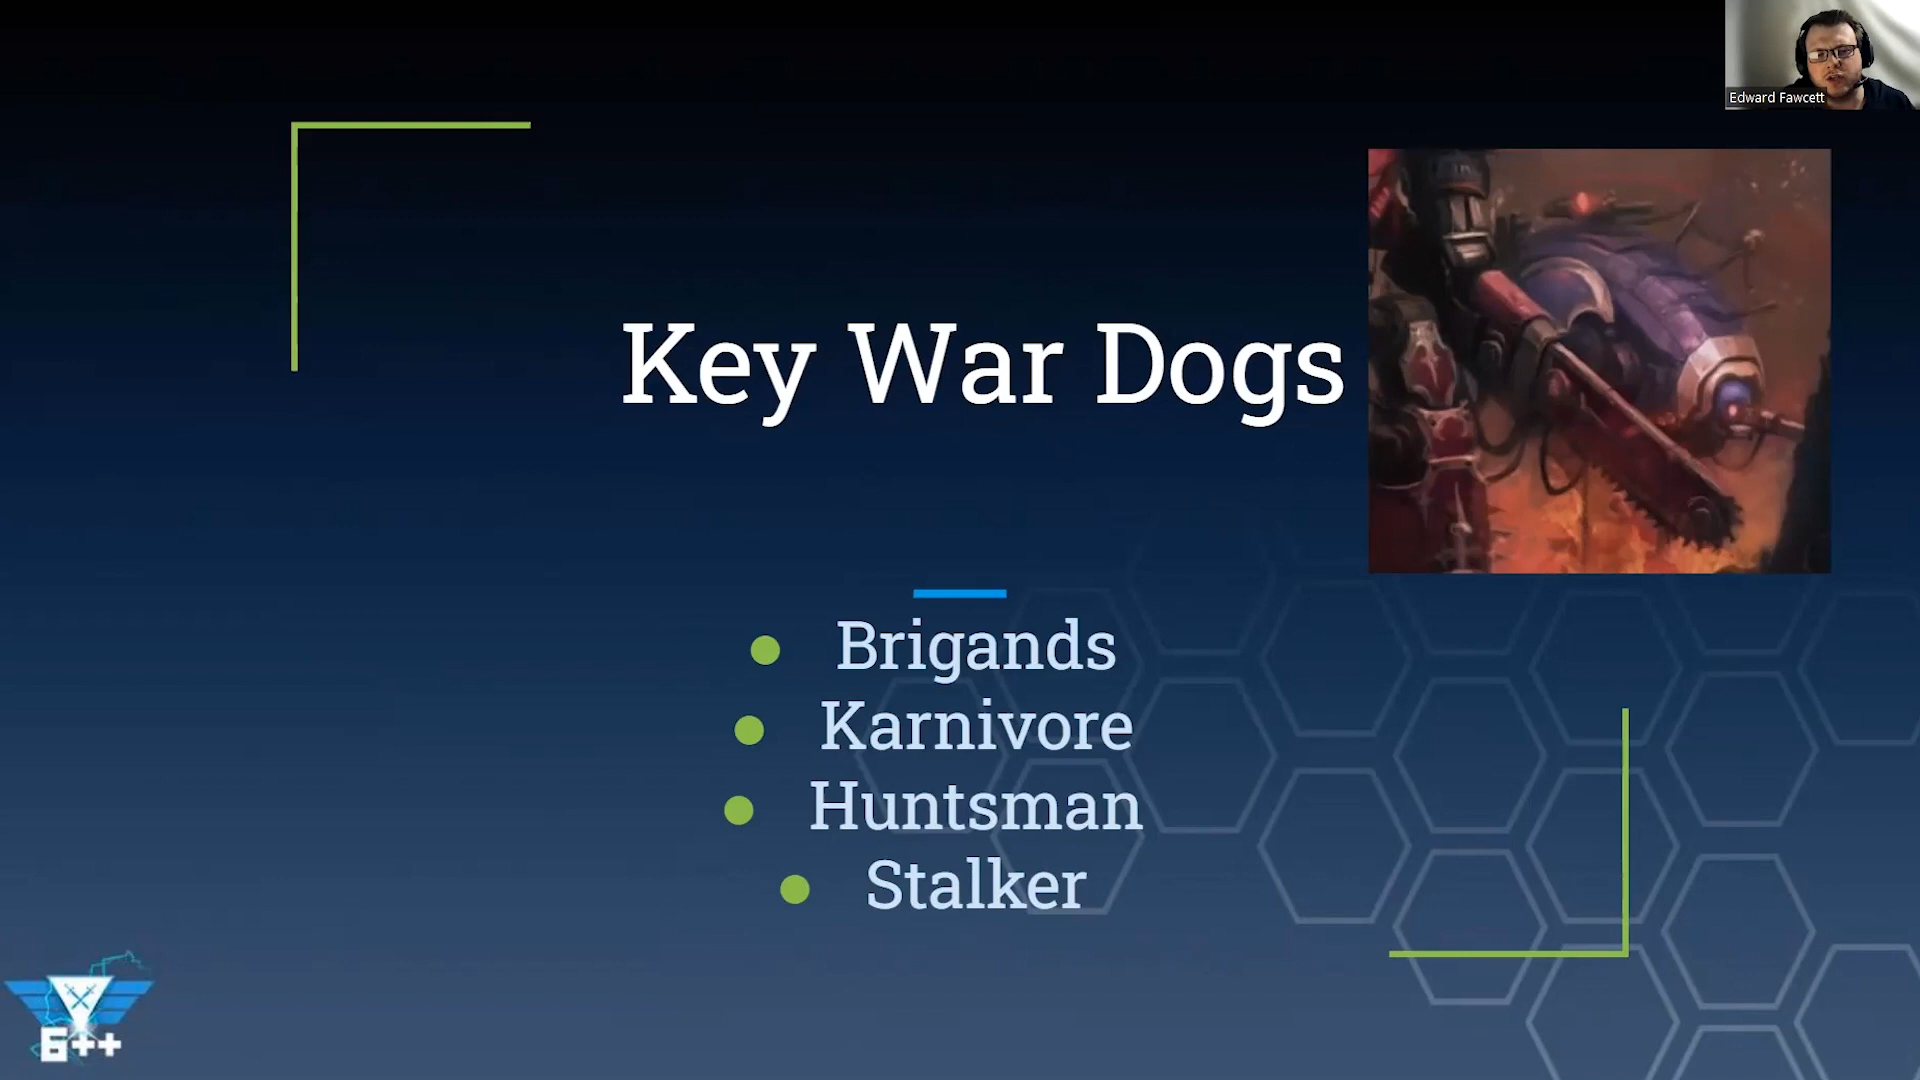 Edward Fawcett
Key War Dogs
Brigands
Karnivore
Huntsman
Stalker
6++